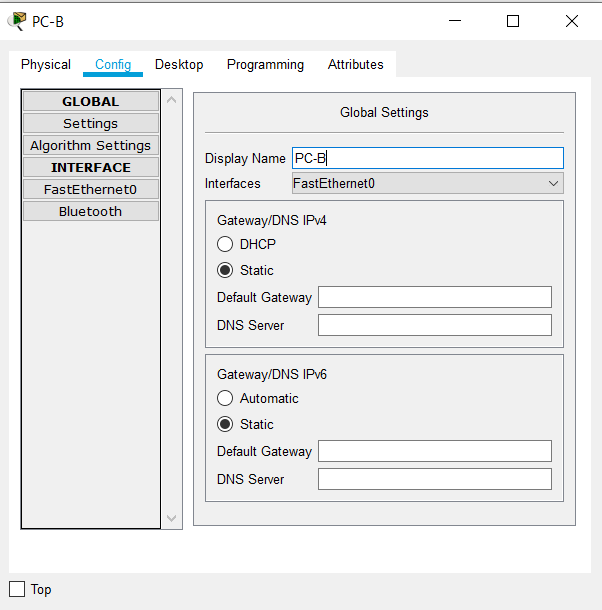 PC-B
Physical Config Desktop Programming Attributes
GLOBAL
Settings
Algorithm Settings
INTERFACE
FastEthernet0
Bluetooth
Global Settings
Display Name PC-B
Interfaces FastEthernet0
Gateway/DNS IPv4
DHCP
Static
Default Gateway
DNS Server
Gateway/DNS IPv6
Automatic
Static
Default Gateway
DNS Server
Top